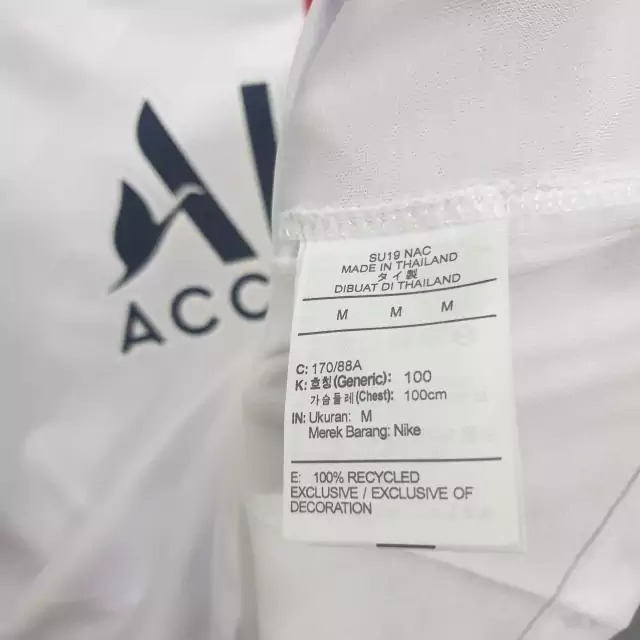 AL
ACC
SU19 NAC
MADE IN THAILAND
タイ製
DIBUAT DI THAILAND
M M M
C: 170/88A
K: 호칭(Generic): 100
가슴둘레(Chest): 100cm
IN: Ukuran: M
Merek Barang: Nike
E: 100% RECYCLED
EXCLUSIVE / EXCLUSIVE OF
DECORATION